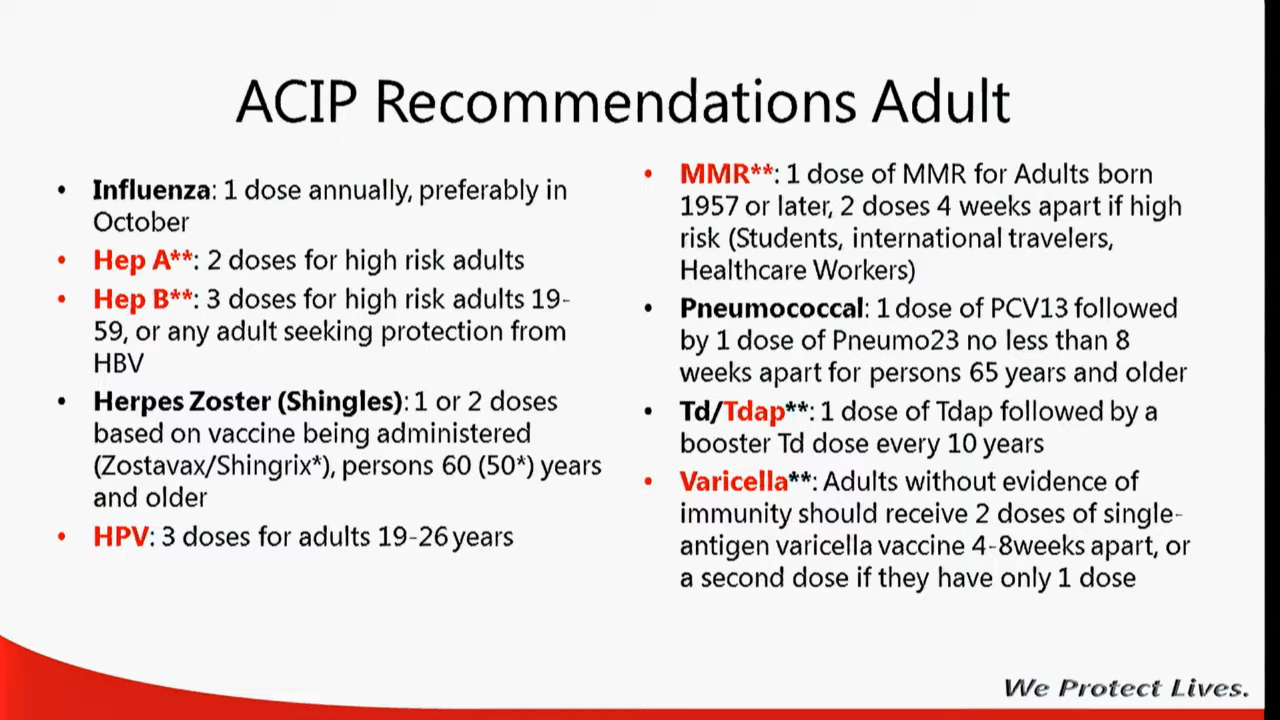 ACIP Recommendations Adult
• Influenza: 1 dose annually, preferably in
October
• Hep A**: 2 doses for high risk adults
• Hep B**: 3 doses for high risk adults 19-
59, or any adult seeking protection from
HBV
• Herpes Zoster (Shingles): 1 or 2 doses
based on vaccine being administered
(Zostavax/Shingrix*), persons 60 (50*) years
and older
• HPV: 3 doses for adults 19-26 years
• MMR**: 1 dose of MMR for Adults born
1957 or later, 2 doses 4 weeks apart if high
risk (Students, international travelers,
Healthcare Workers)
• Pneumococcal: 1 dose of PCV13 followed
by 1 dose of Pneumo23 no less than 8
weeks apart for persons 65 years and older
• Td/Tdap**: 1 dose of Tdap followed by a
booster Td dose every 10 years
• Varicella**: Adults without evidence of
immunity should receive 2 doses of single-
antigen varicella vaccine 4-8weeks apart, or
a second dose if they have only 1 dose
We Protect Lives.